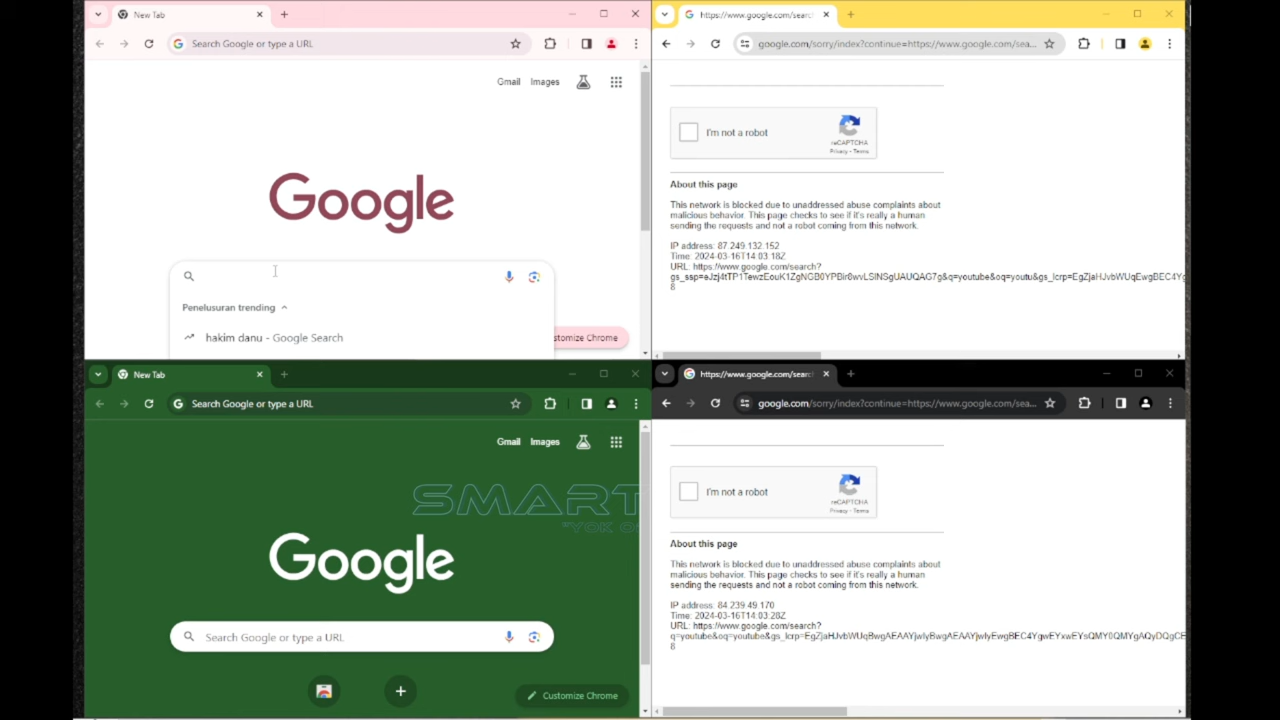 New Tab
Search Google or type a URL
Gmail Images
Google
Penelusuran trending
hakim danu - Google Search
stomize Chrome
https://www.google.com/searc
google.com/sorry/index?continue=https://www.google.com/sea...
I'm not a robot
reCAPTCHA
Privacy - Terms
About this page
This network is blocked due to unaddressed abuse complaints about
malicious behavior. This page checks to see if it's really a human
sending the requests and not a robot coming from this network.
IP address: 87.249.132.152
Time: 2024-03-16T14:03:18Z
URL: https://www.google.com/search?
8
New Tab
Search Google or type a URL
Gmail Images
SMART
"YOK O
Google
Search Google or type a URL
Customize Chrome
https://www.google.com/searc
google.com/sorry/index?continue=https://www.google.com/sea...
I'm not a robot
reCAPTCHA
Privacy - Terms
About this page
This network is blocked due to unaddressed abuse complaints about
malicious behavior. This page checks to see if it's really a human
sending the requests and not a robot coming from this network.
IP address: 84.239.49.170
Time: 2024-03-16T14:03:28Z
URL: https://www.google.com/search?
8